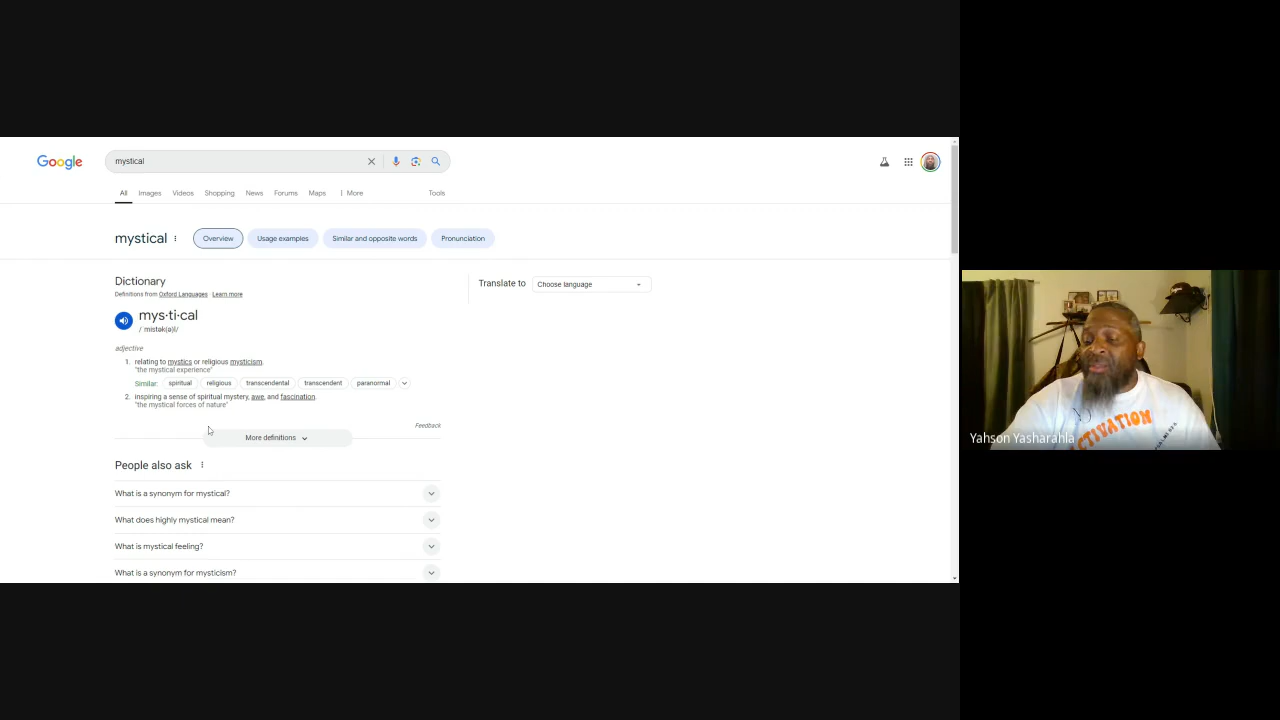 Google
mystical
All Images Videos Shopping News Forums Maps More Tools
mystical Overview Usage examples Similar and opposite words Pronunciation
Dictionary
Definitions from Oxford Languages · Learn more
Translate to Choose language
mys·ti·cal
/ˈmistək(ə)l/
adjective
1. relating to mystics or religious mysticism.
"the mystical experience"
Similar: spiritual religious transcendental transcendent paranormal
2. inspiring a sense of spiritual mystery, awe, and fascination.
"the mystical forces of nature"
Feedback
More definitions
People also ask
What is a synonym for mystical?
What does highly mystical mean?
What is mystical feeling?
What is a synonym for mysticism?
Yahson Yasharahla